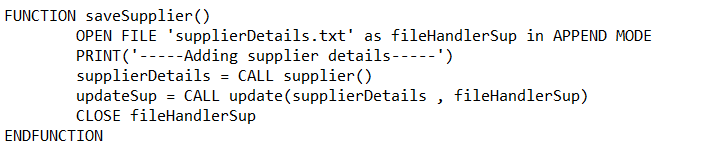 FUNCTION saveSupplier()
OPEN FILE 'supplierDetails.txt' as fileHandlerSup in APPEND MODE
PRINT('-----Adding supplier details-----')
supplierDetails = CALL supplier()
updateSup = CALL update(supplierDetails , fileHandlerSup)
CLOSE fileHandlerSup
ENDFUNCTION